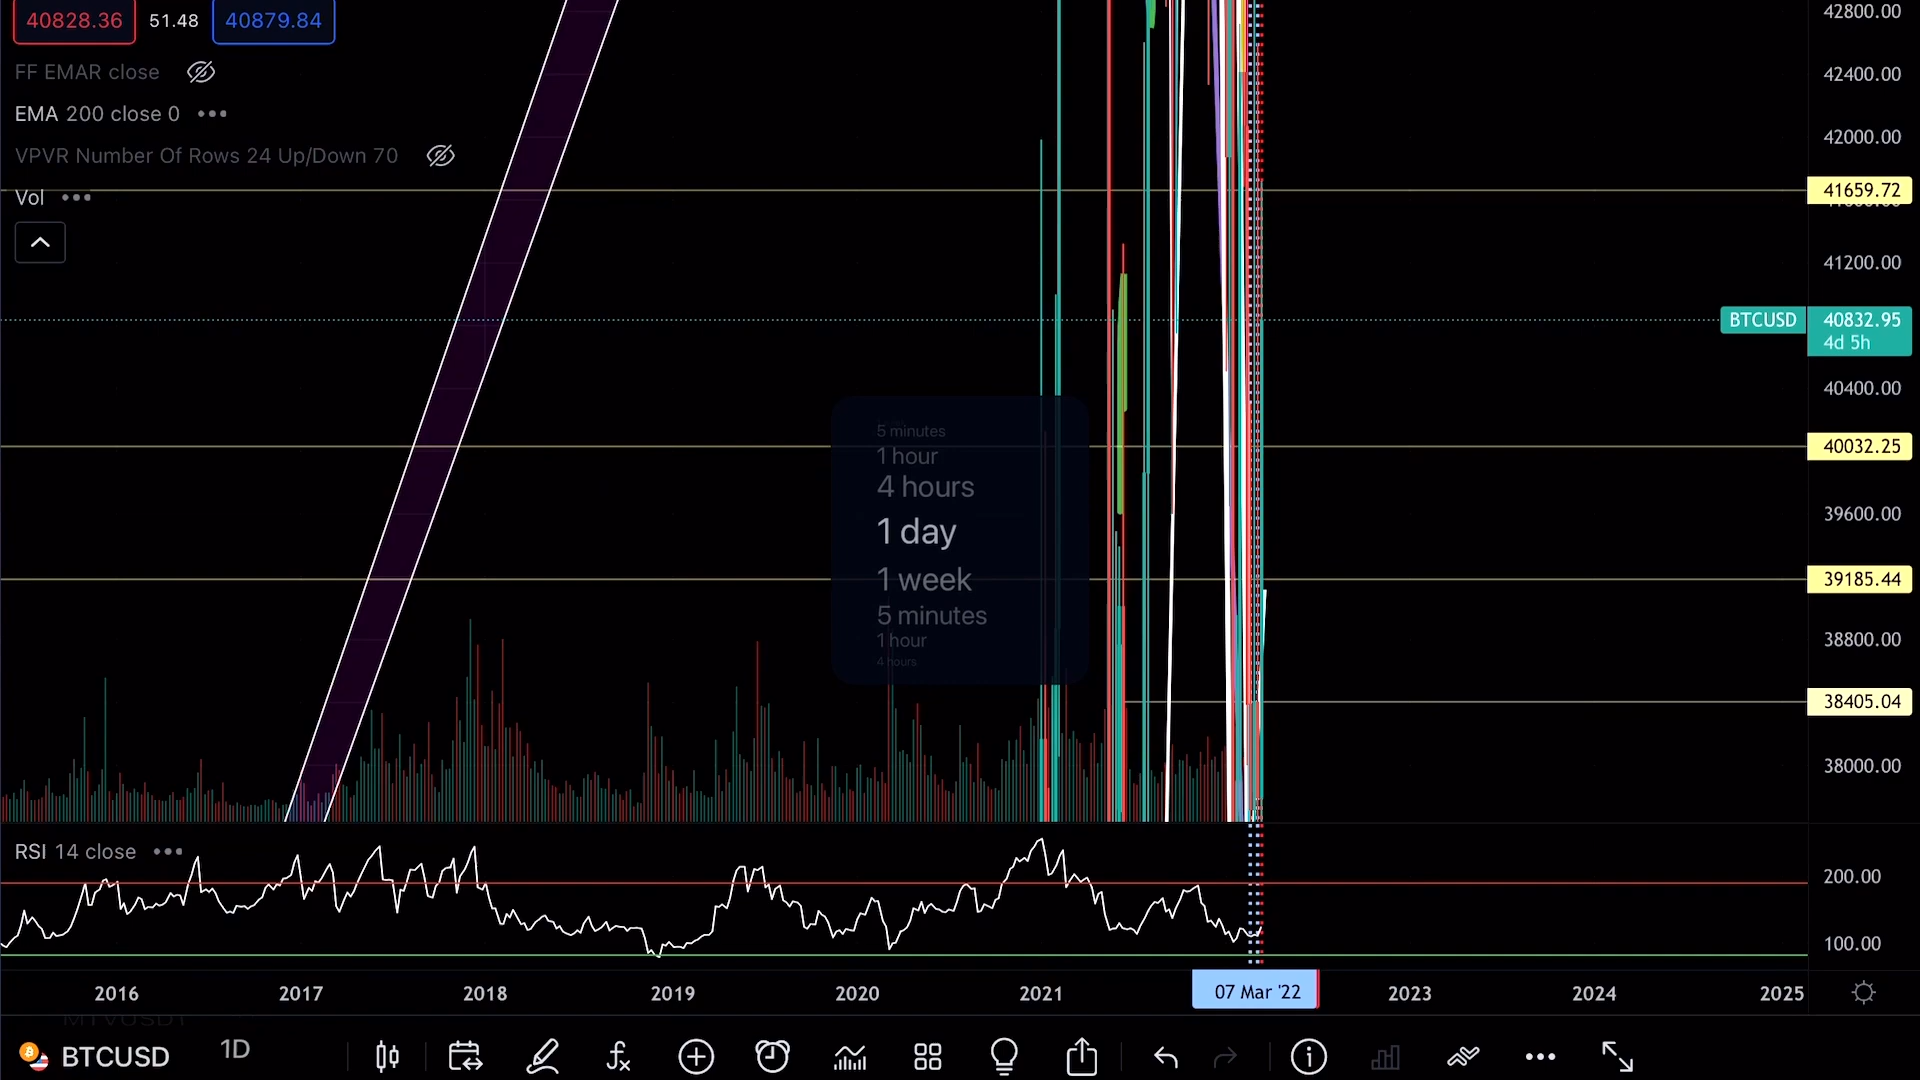 40828.36 51.48 40879.84
FF EMAR close
EMA 200 close 0
VPVR Number Of Rows 24 Up/Down 70
Vol
42800.00
42400.00
42000.00
41659.72
41200.00
BTCUSD 40832.95
4d 5h
40400.00
40032.25
39600.00
39185.44
38800.00
38405.04
38000.00
5 minutes
1 hour
4 hours
1 day
1 week
5 minutes
1 hour
4 hours
RSI 14 close
200.00
100.00
2016 2017 2018 2019 2020 2021 07 Mar '22 2023 2024 2025
BTCUSD 1D